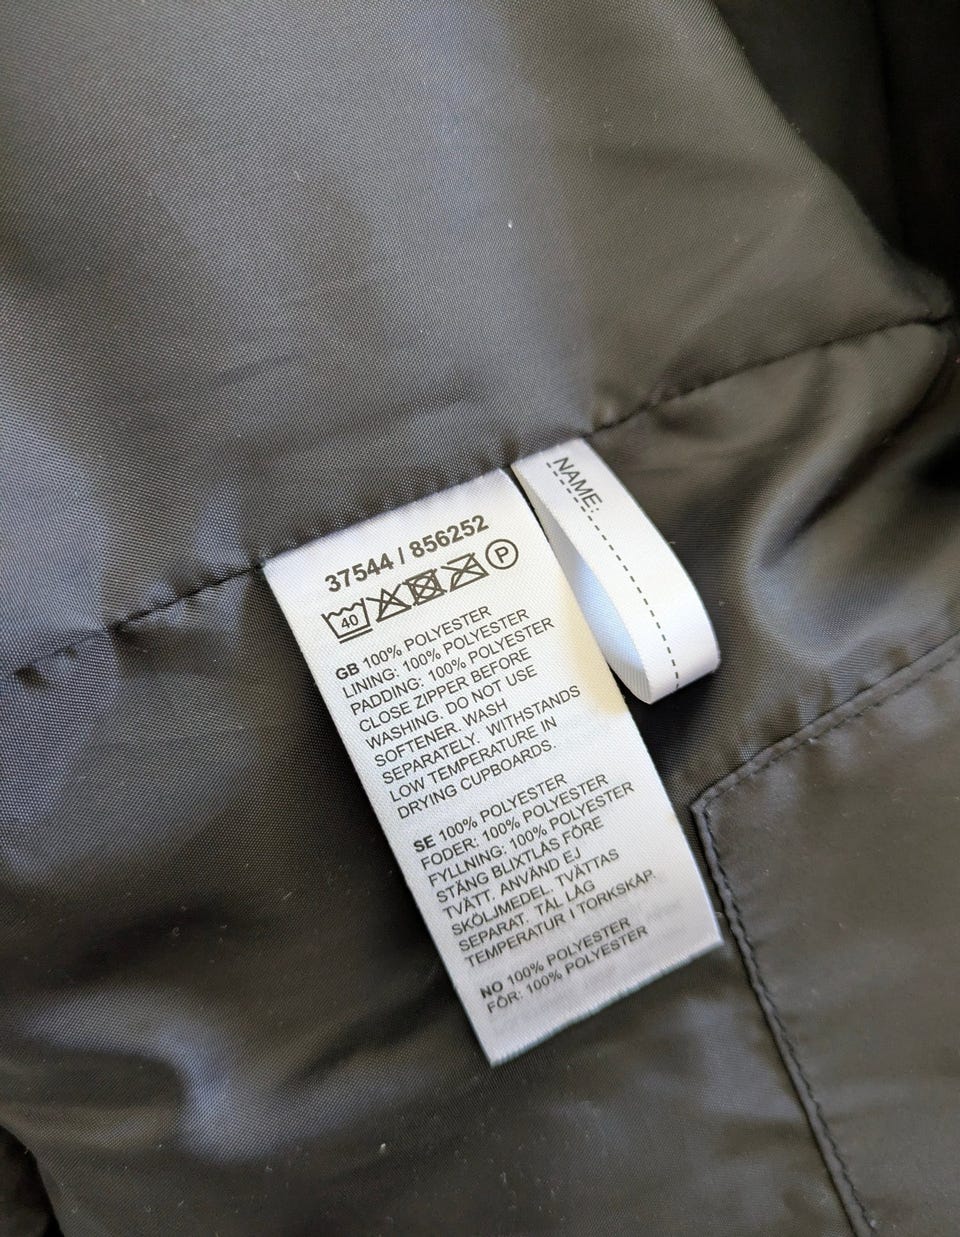 37544 / 856252
40 P
GB 100% POLYESTER
LINING: 100% POLYESTER
PADDING: 100% POLYESTER
CLOSE ZIPPER BEFORE
WASHING. DO NOT USE
SOFTENER. WASH
SEPARATELY. WITHSTANDS
LOW TEMPERATURE IN
DRYING CUPBOARDS.
SE 100% POLYESTER
FODER: 100% POLYESTER
FYLLNING: 100% POLYESTER
STÄNG BLIXTLÅS FÖRE
TVÄTT. ANVÄND EJ
SKÖLJMEDEL. TVÄTTAS
SEPARAT. TÅL LÅG
TEMPERATUR I TORKSKÅP.
NO 100% POLYESTER
FÔR: 100% POLYESTER
NAME: